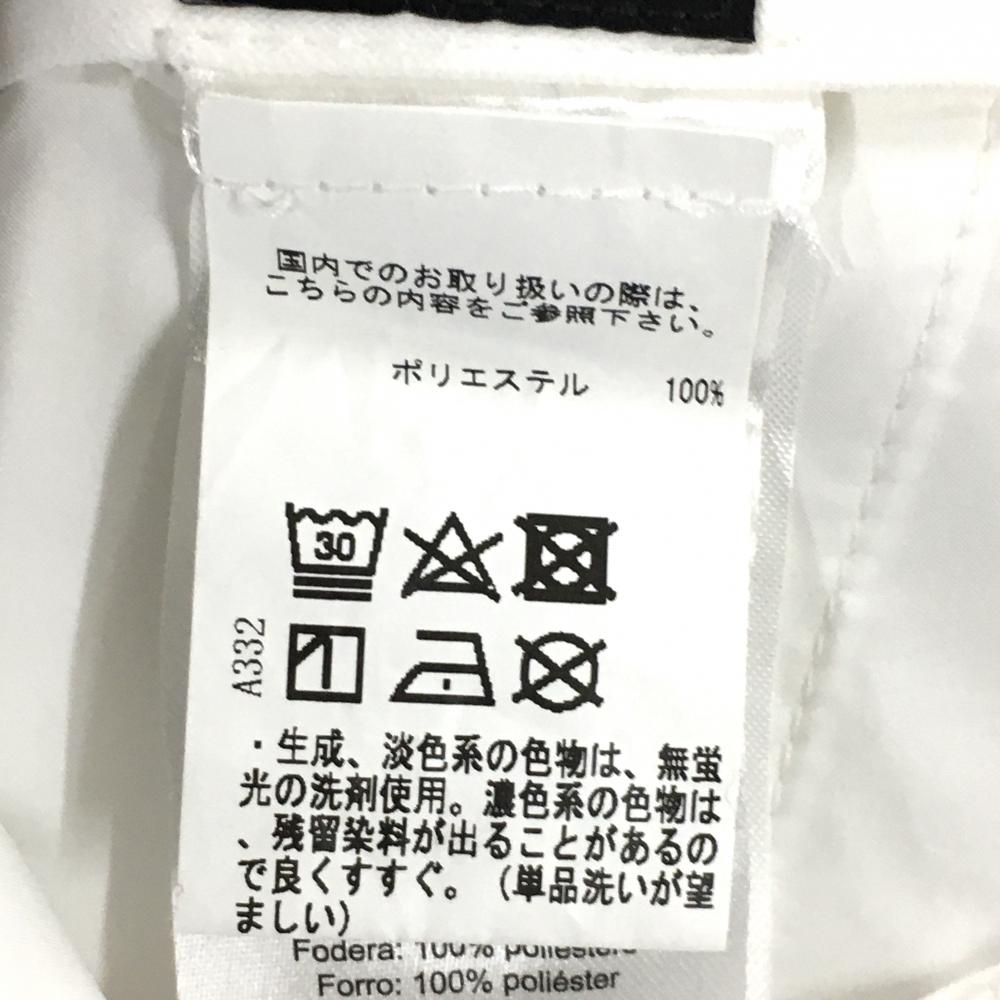 国内でのお取り扱いの際は、
こちらの内容をご参照下さい。
ポリエステル 100%
30
A332
・生成、淡色系の色物は、無蛍
光の洗剤使用。濃色系の色物は
、残留染料が出ることがあるの
で良くすすぐ。（単品洗いが望
ましい）
Fodera: 100% poliestere
Forro: 100% poliéster